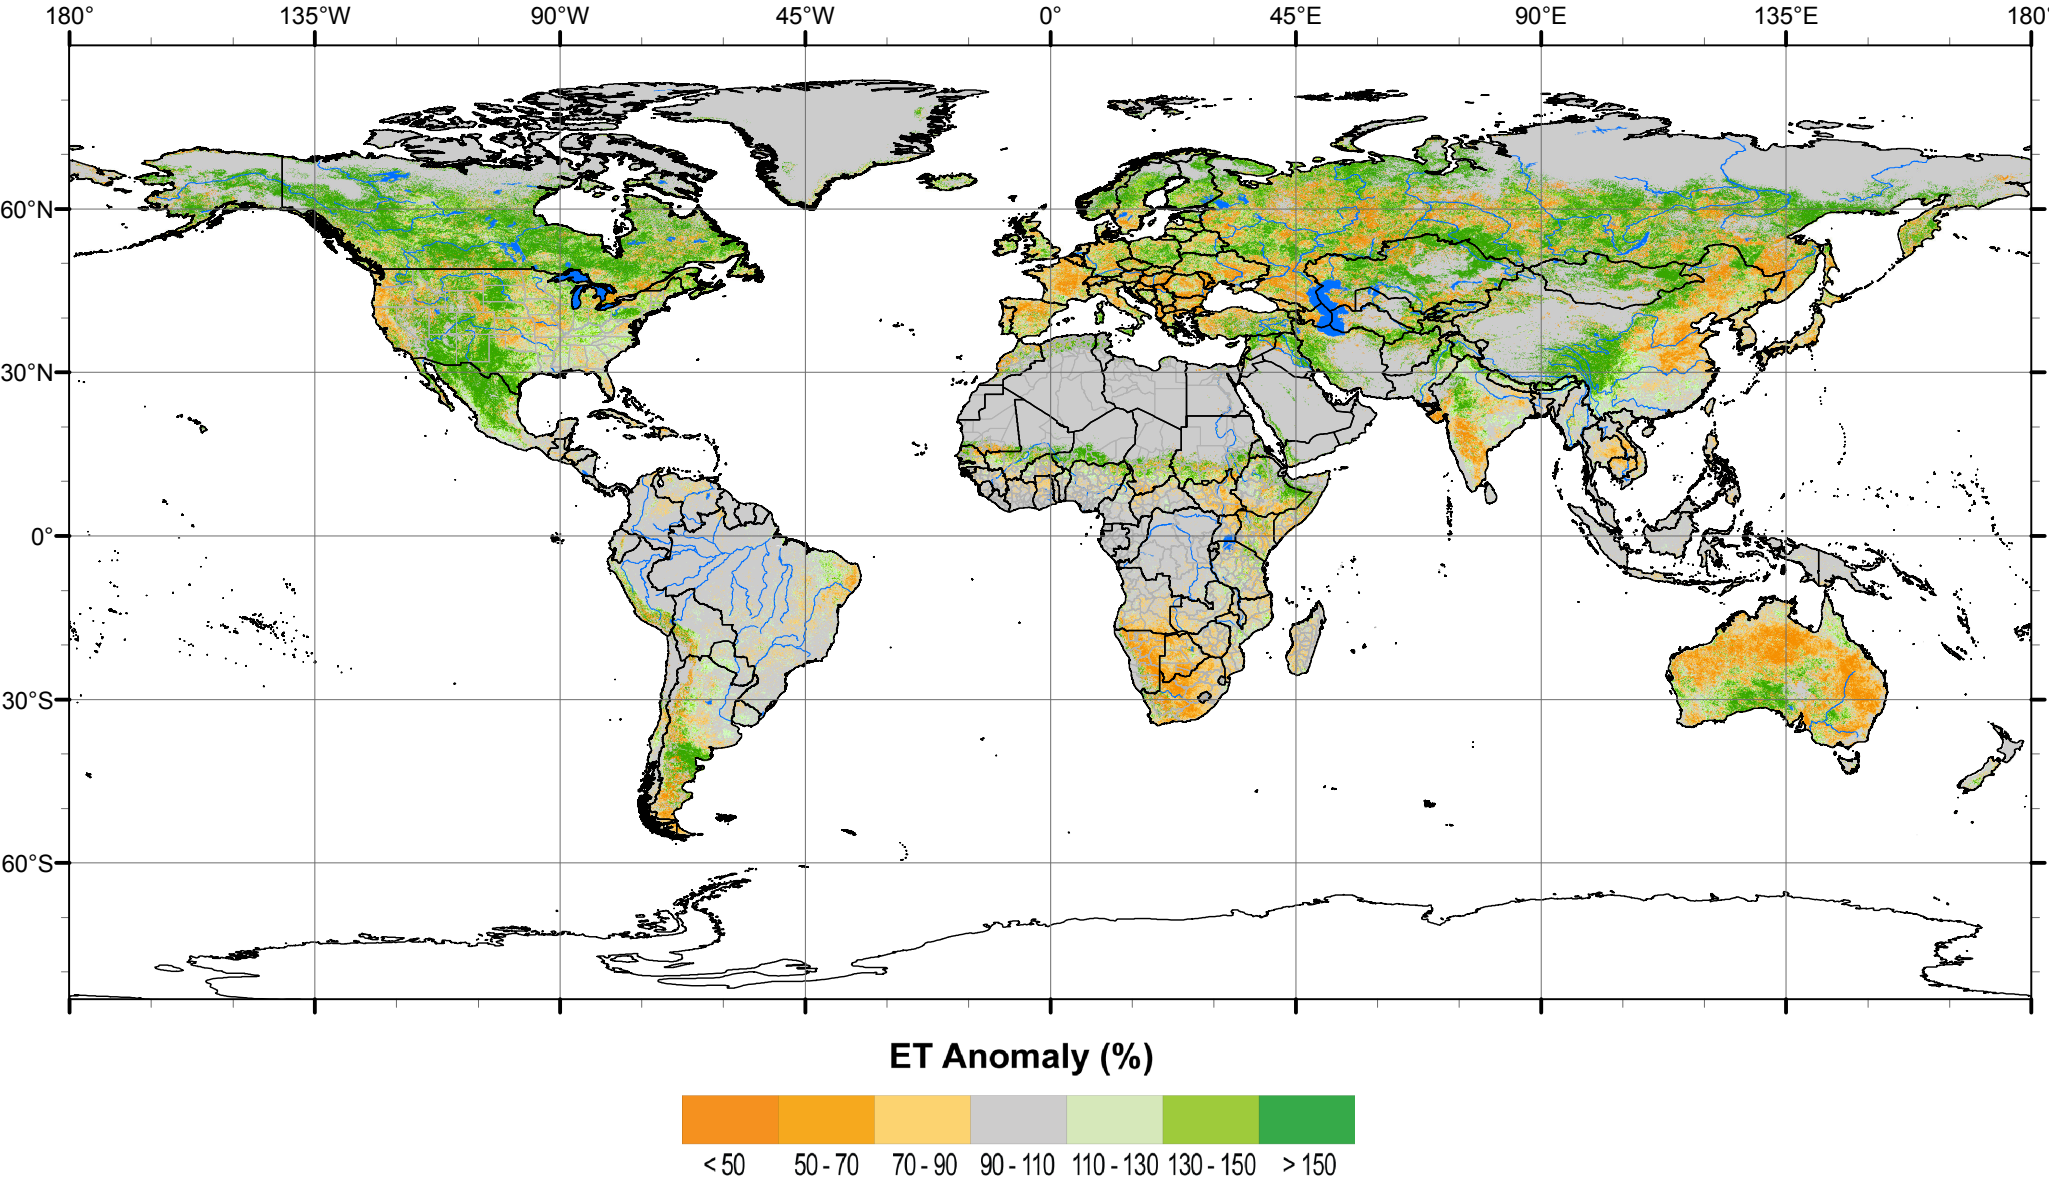 180° 135°W 90°W 45°W 0° 45°E 90°E 135°E 180°
60°N
30°N
0°
30°S
60°S
ET Anomaly (%)
< 50 50 - 70 70 - 90 90 - 110 110 - 130 130 - 150 > 150